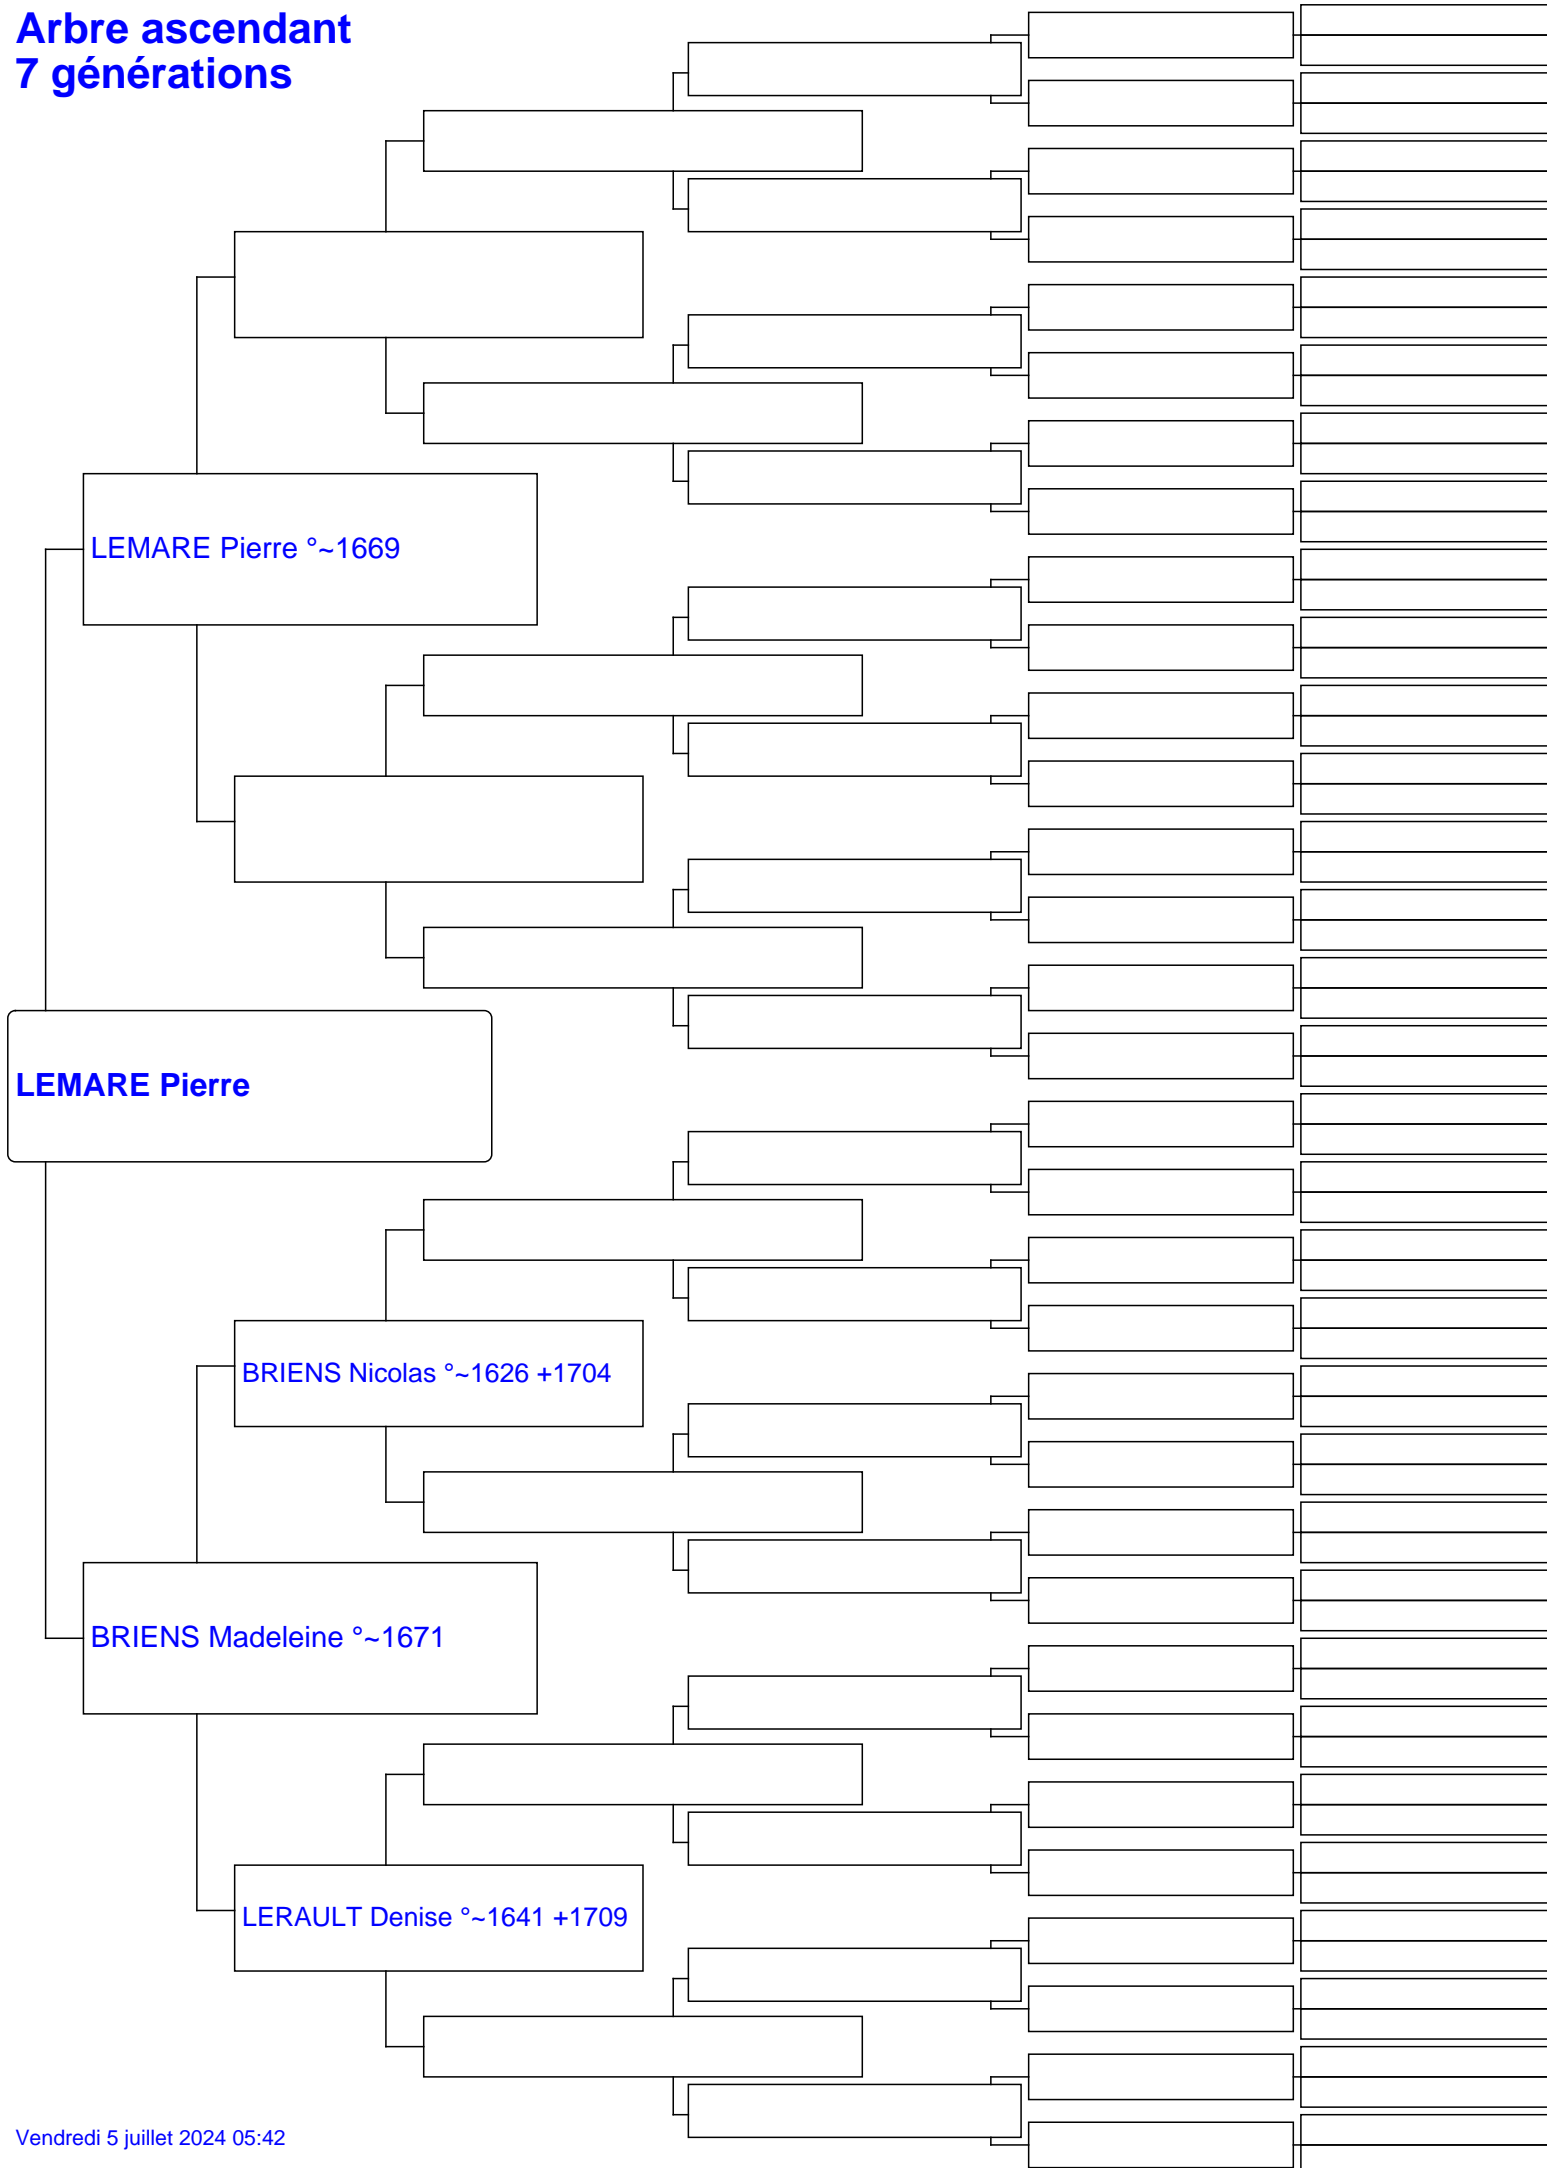 Arbre ascendant
7 générations
LEMARE Pierre °~1669
LEMARE Pierre
BRIENS Nicolas °~1626 +1704
BRIENS Madeleine °~1671
LERAULT Denise °~1641 +1709
Vendredi 5 juillet 2024 05:42